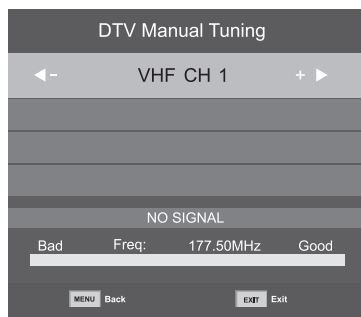 DTV Manual Tuning
- VHF CH 1 +
NO SIGNAL
Bad Freq: 177.50MHz Good
MENU Back EXIT Exit